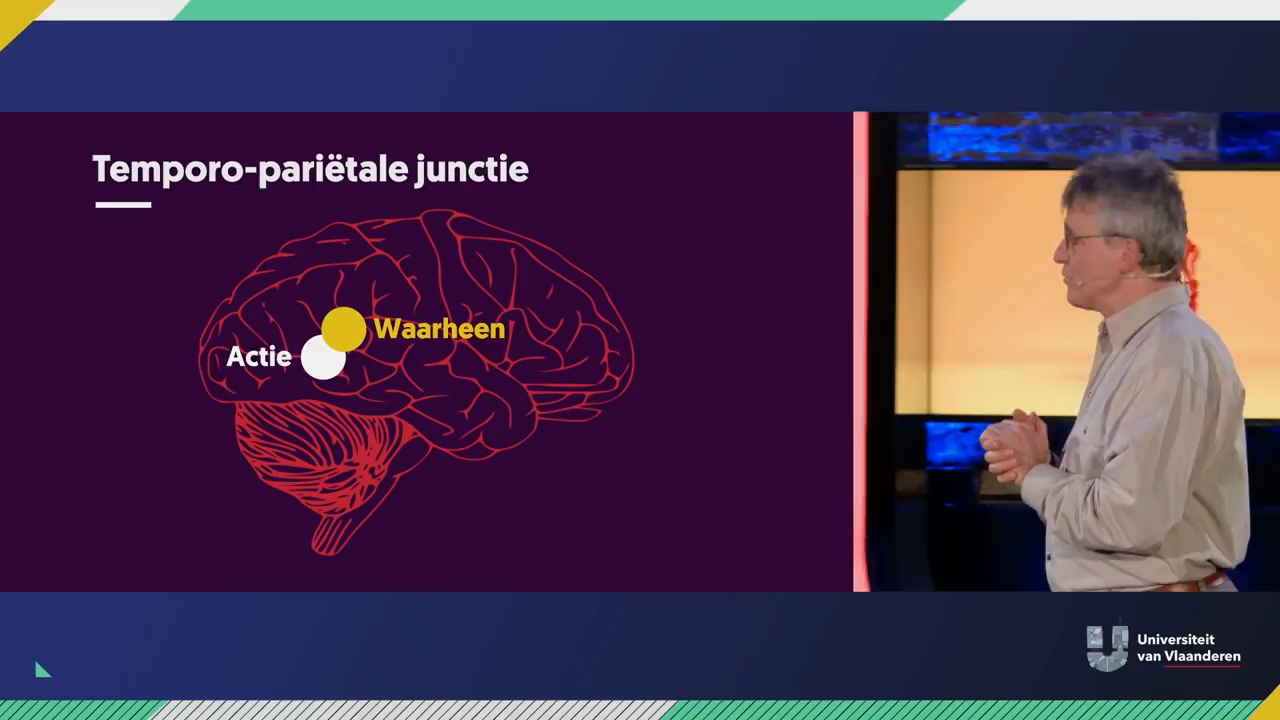 Temporo-pariëtale junctie
Waarheen
Actie
Universiteit
van Vlaanderen